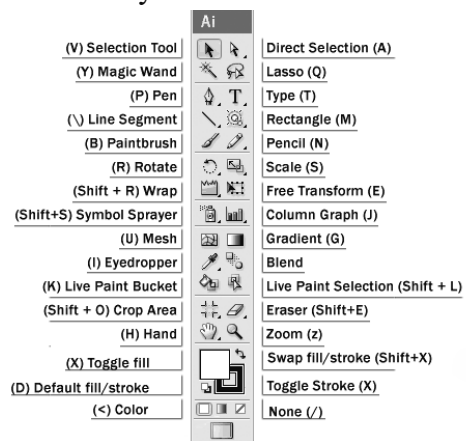 Ai
(V) Selection Tool
Direct Selection (A)
(Y) Magic Wand
Lasso (Q)
(P) Pen
Type (T)
(\) Line Segment
Rectangle (M)
(B) Paintbrush
Pencil (N)
(R) Rotate
Scale (S)
(Shift + R) Wrap
Free Transform (E)
(Shift+S) Symbol Sprayer
Column Graph (J)
(U) Mesh
Gradient (G)
(I) Eyedropper
Blend
(K) Live Paint Bucket
Live Paint Selection (Shift + L)
(Shift + O) Crop Area
Eraser (Shift+E)
(H) Hand
Zoom (z)
(X) Toggle fill
Swap fill/stroke (Shift+X)
(D) Default fill/stroke
Toggle Stroke (X)
(<) Color
None (/)